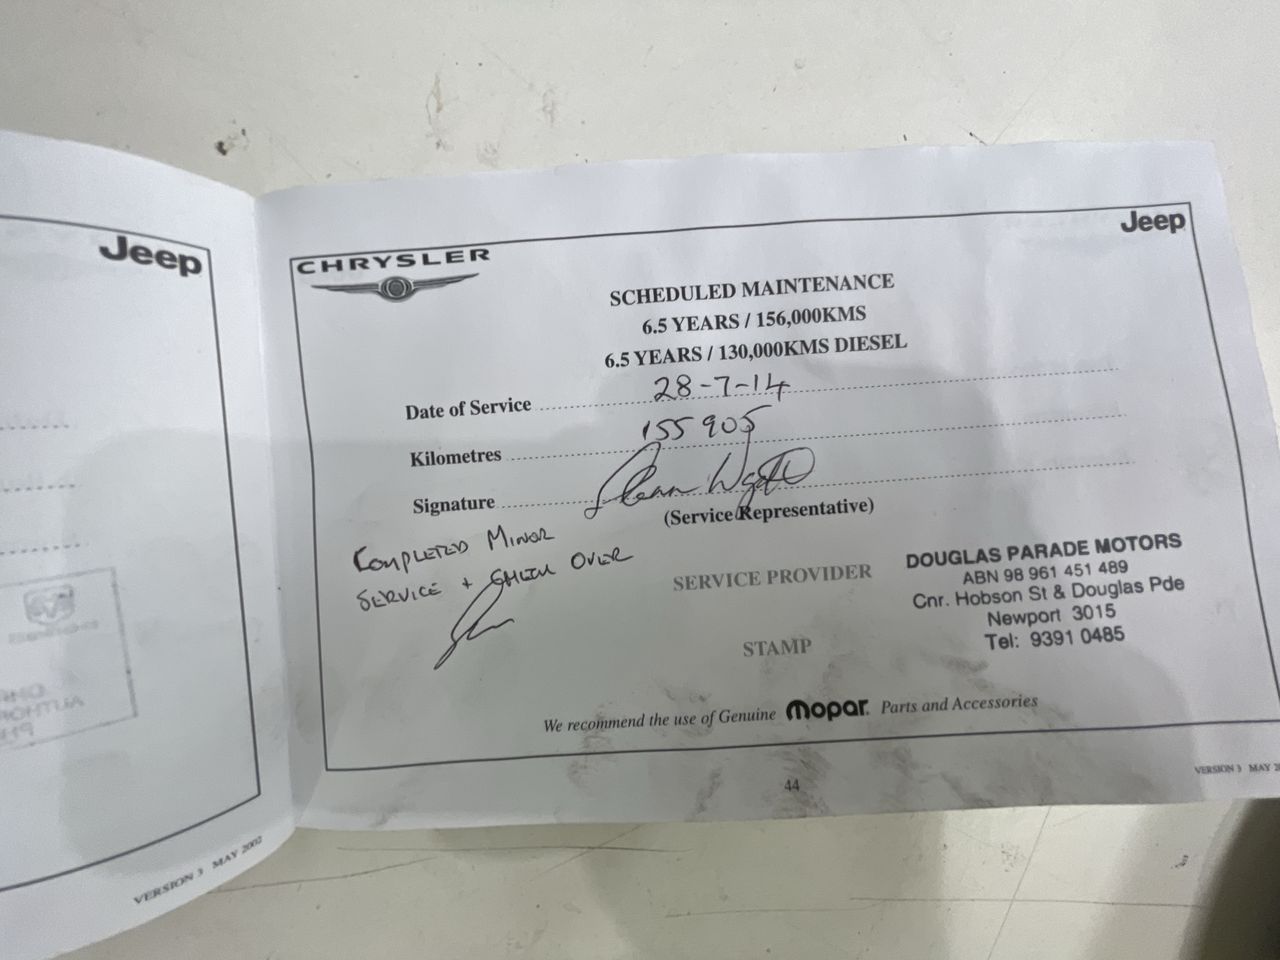 Jeep
VERSION 3 MAY 2002
CHRYSLER
Jeep
SCHEDULED MAINTENANCE
6.5 YEARS / 156,000KMS
6.5 YEARS / 130,000KMS DIESEL
Date of Service 28-7-14
Kilometres 155905
Signature
(Service Representative)
COMPLETED MINOR
SERVICE + CHECK OVER
SERVICE PROVIDER
STAMP
DOUGLAS PARADE MOTORS
ABN 98 961 451 489
Cnr. Hobson St & Douglas Pde
Newport 3015
Tel: 9391 0485
We recommend the use of Genuine Mopar. Parts and Accessories
44
VERSION 3 MAY